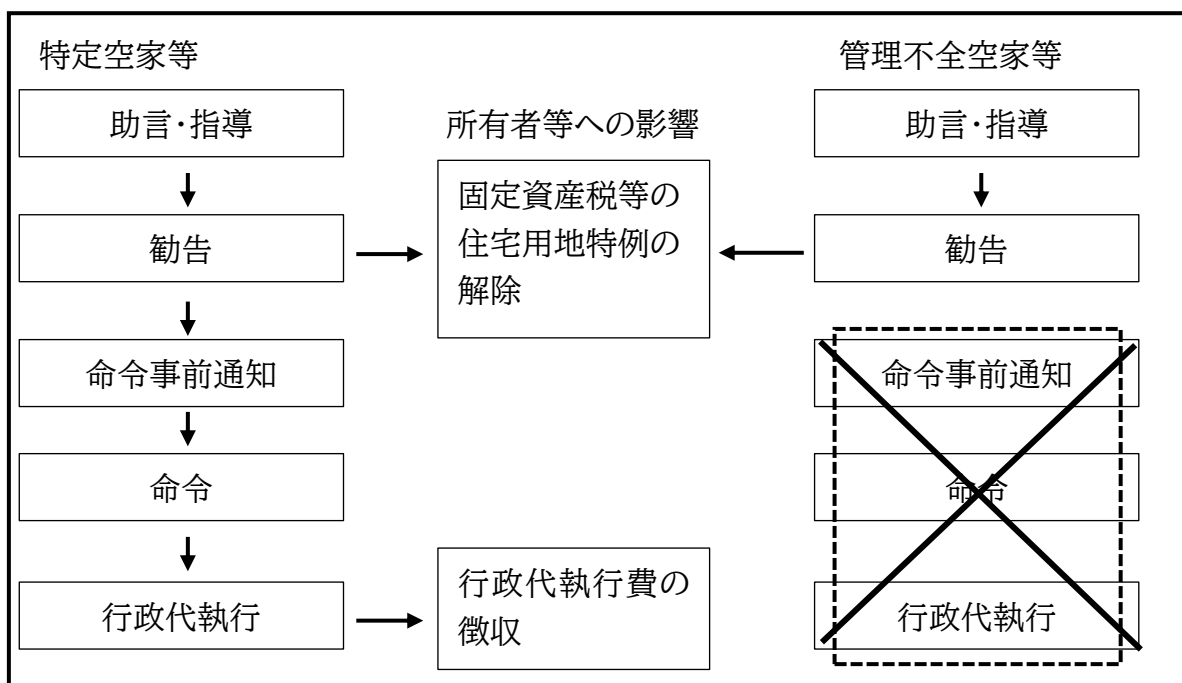 特定空家等
助言・指導
勧告
命令事前通知
命令
行政代執行
所有者等への影響
固定資産税等の
住宅用地特例の
解除
行政代執行費の
徴収
管理不全空家等
助言・指導
勧告
命令事前通知
命令
行政代執行